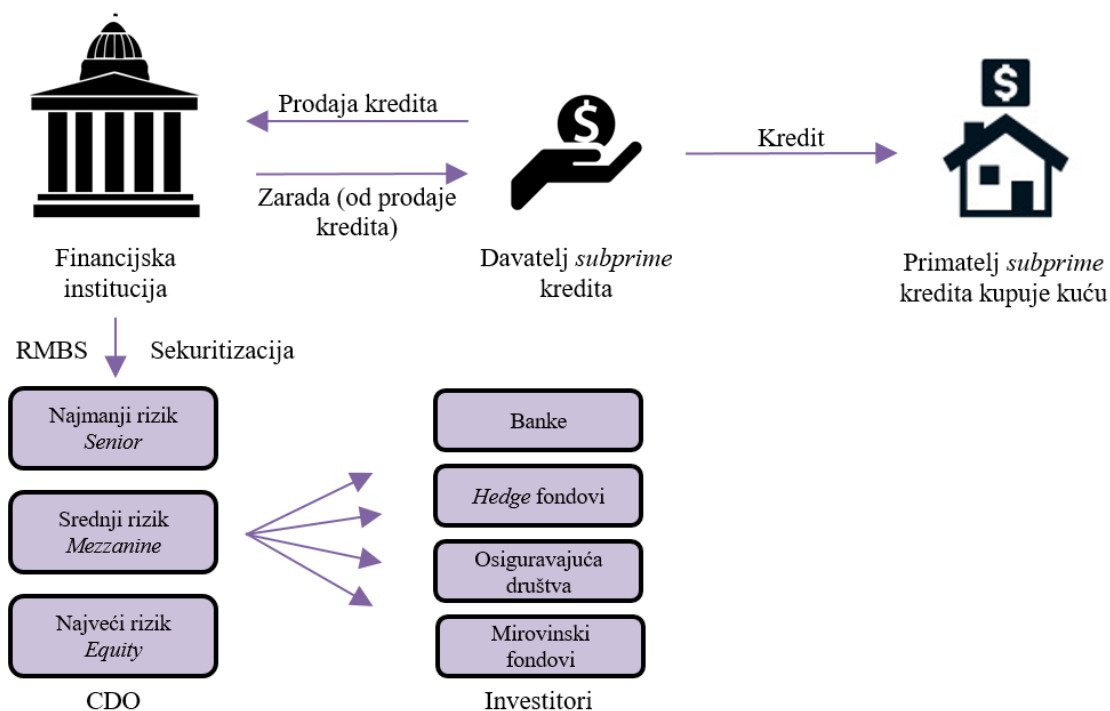 Prodaja kredita
Zarada (od prodaje
kredita)
Kredit
Financijska
institucija
Davatelj subprime
kredita
Primatelj subprime
kredita kupuje kuću
RMBS
Sekuritizacija
Najmanji rizik
Senior
Srednji rizik
Mezzanine
Najveći rizik
Equity
CDO
Banke
Hedge fondovi
Osiguravajuća
društva
Mirovinski
fondovi
Investitori
$
$